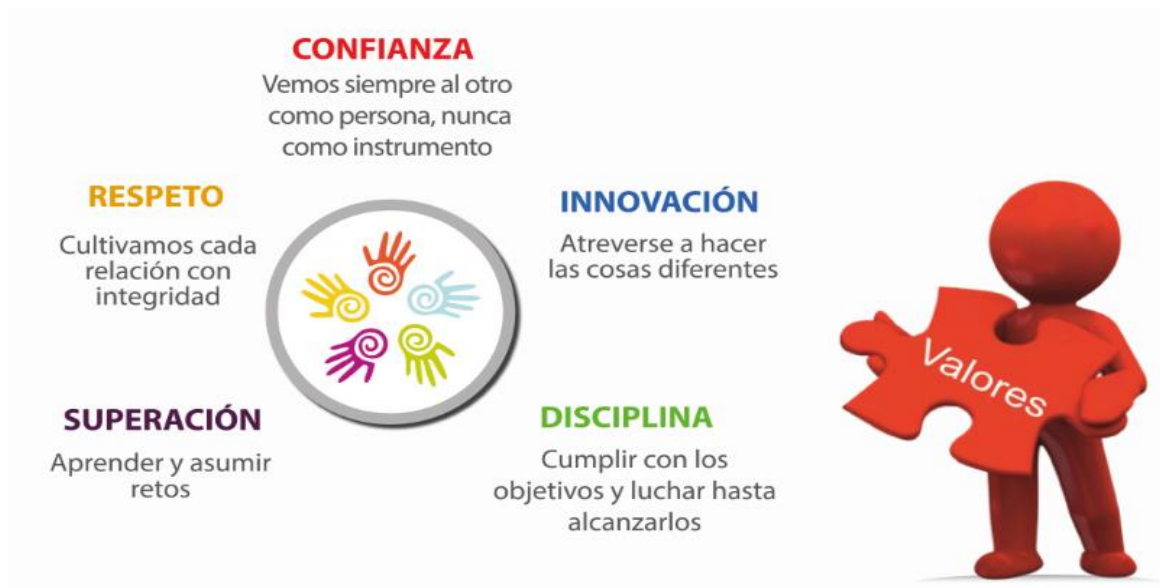 CONFIANZA
Vemos siempre al otro
como persona, nunca
como instrumento
RESPETO
Cultivamos cada
relación con
integridad
INNOVACIÓN
Atreverse a hacer
las cosas diferentes
SUPERACIÓN
Aprender y asumir
retos
DISCIPLINA
Cumplir con los
objetivos y luchar hasta
alcanzarlos
Valores